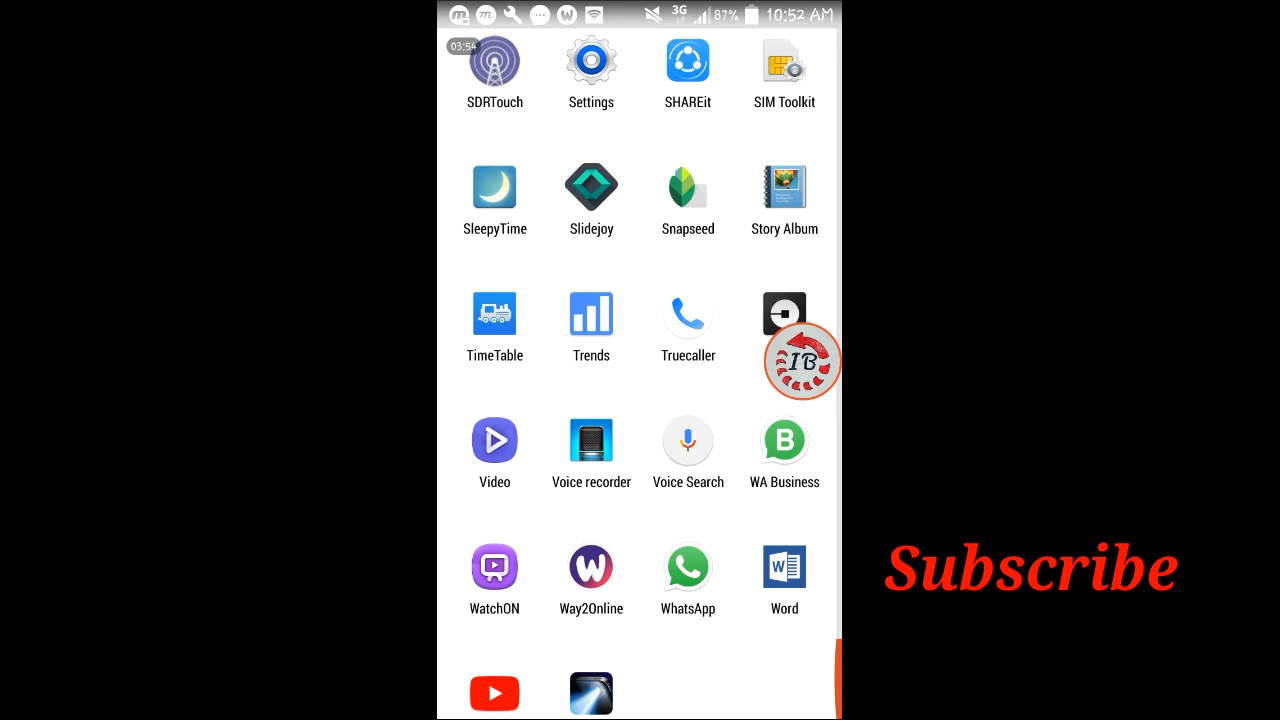 3G 87% 10:52 AM
03:54
SDRTouch Settings SHAREit SIM Toolkit
SleepyTime Slidejoy Snapseed Story Album
TimeTable Trends Truecaller
IB
Video Voice recorder Voice Search WA Business
B
WatchON Way2Online WhatsApp Word
W
W
Subscribe